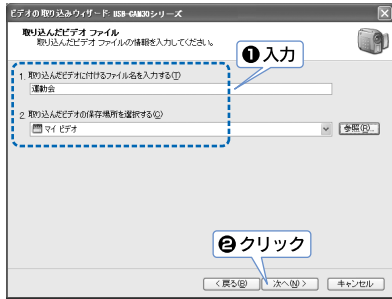 ビデオの取り込みウィザード: USB-CAM30シリーズ
取り込んだビデオ ファイル
取り込んだビデオ ファイルの情報を入力してください。
❶入力
1. 取り込んだビデオに付けるファイル名を入力する(T)
運動会
2. 取り込んだビデオの保存場所を選択する(C)
マイ ビデオ
参照(R)...
❷クリック
< 戻る(B)
次へ(N) >
キャンセル